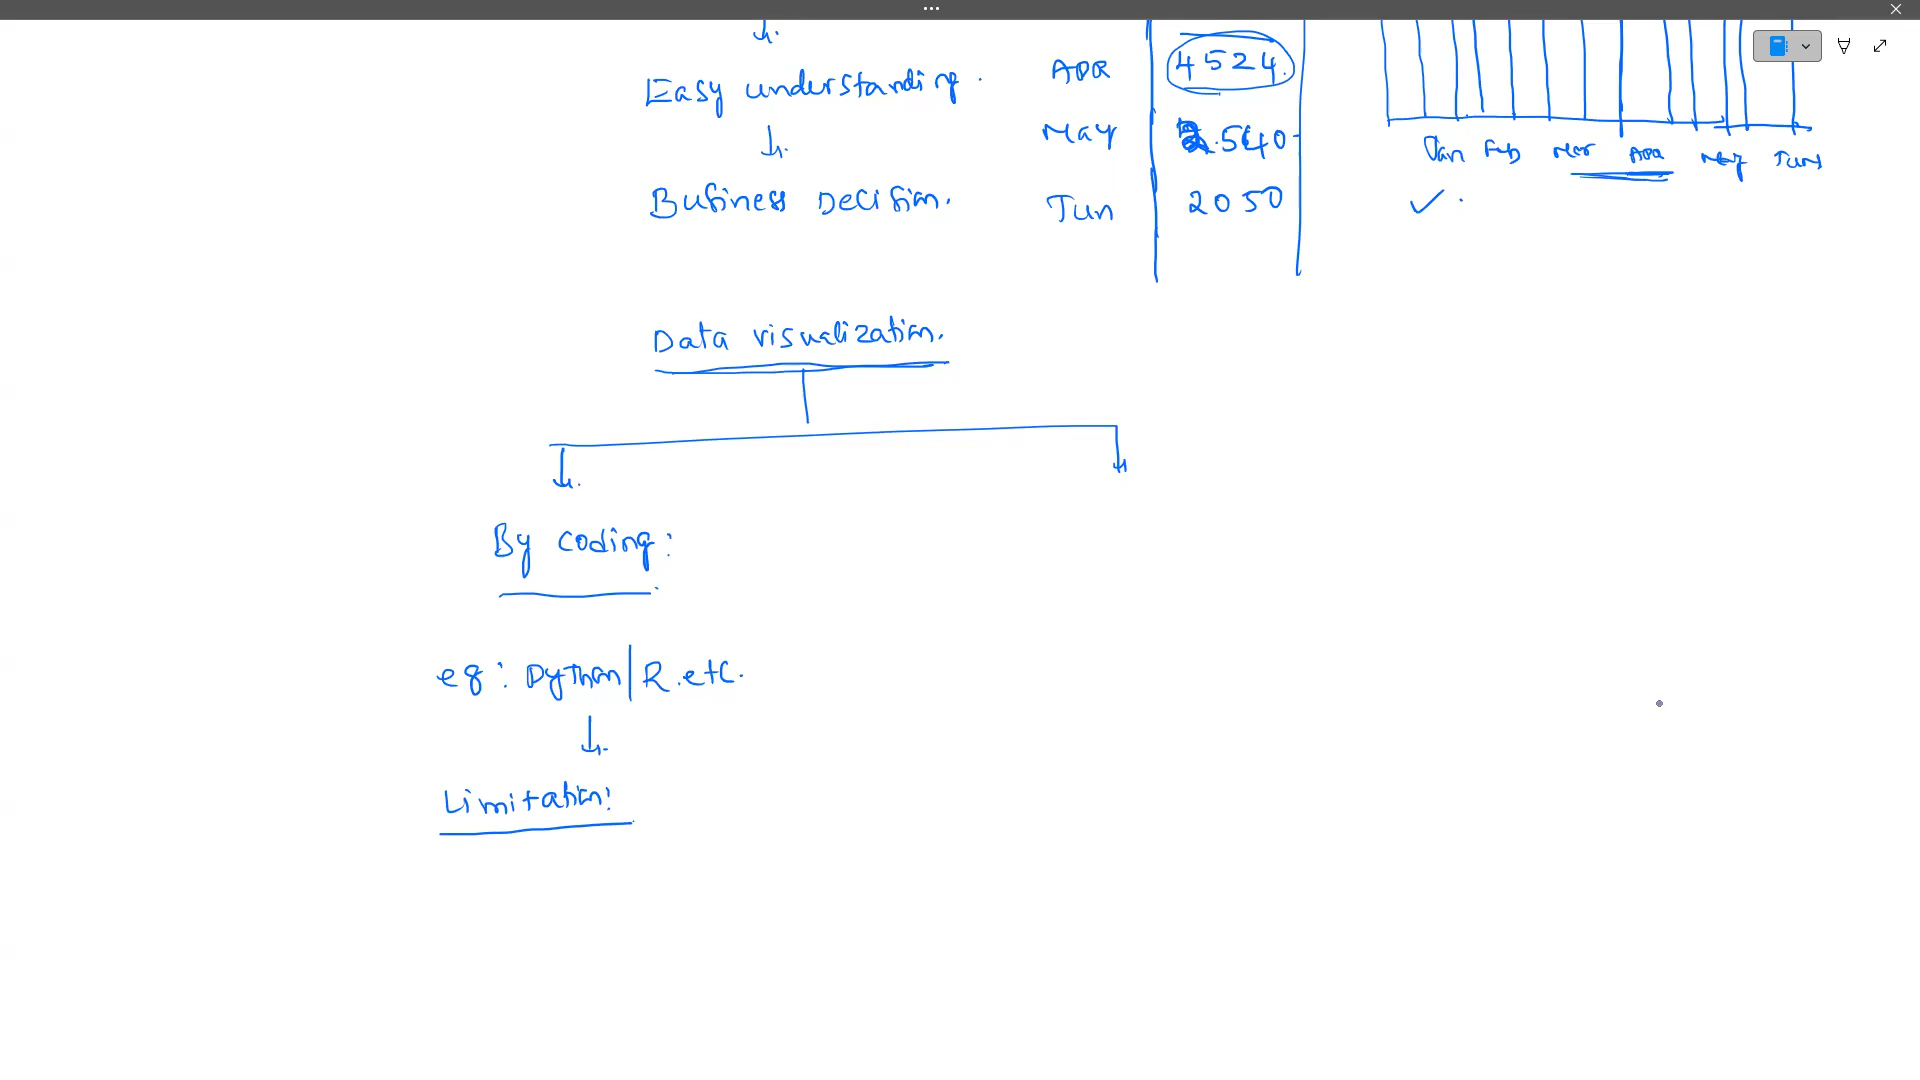 Easy understanding.
Business Decision.
APR 4524.
May 2540
Jun 2050
Jan Feb Mar Apr May Jun
Data visualization.
By coding:
eg: Python | R.etc.
Limitation: